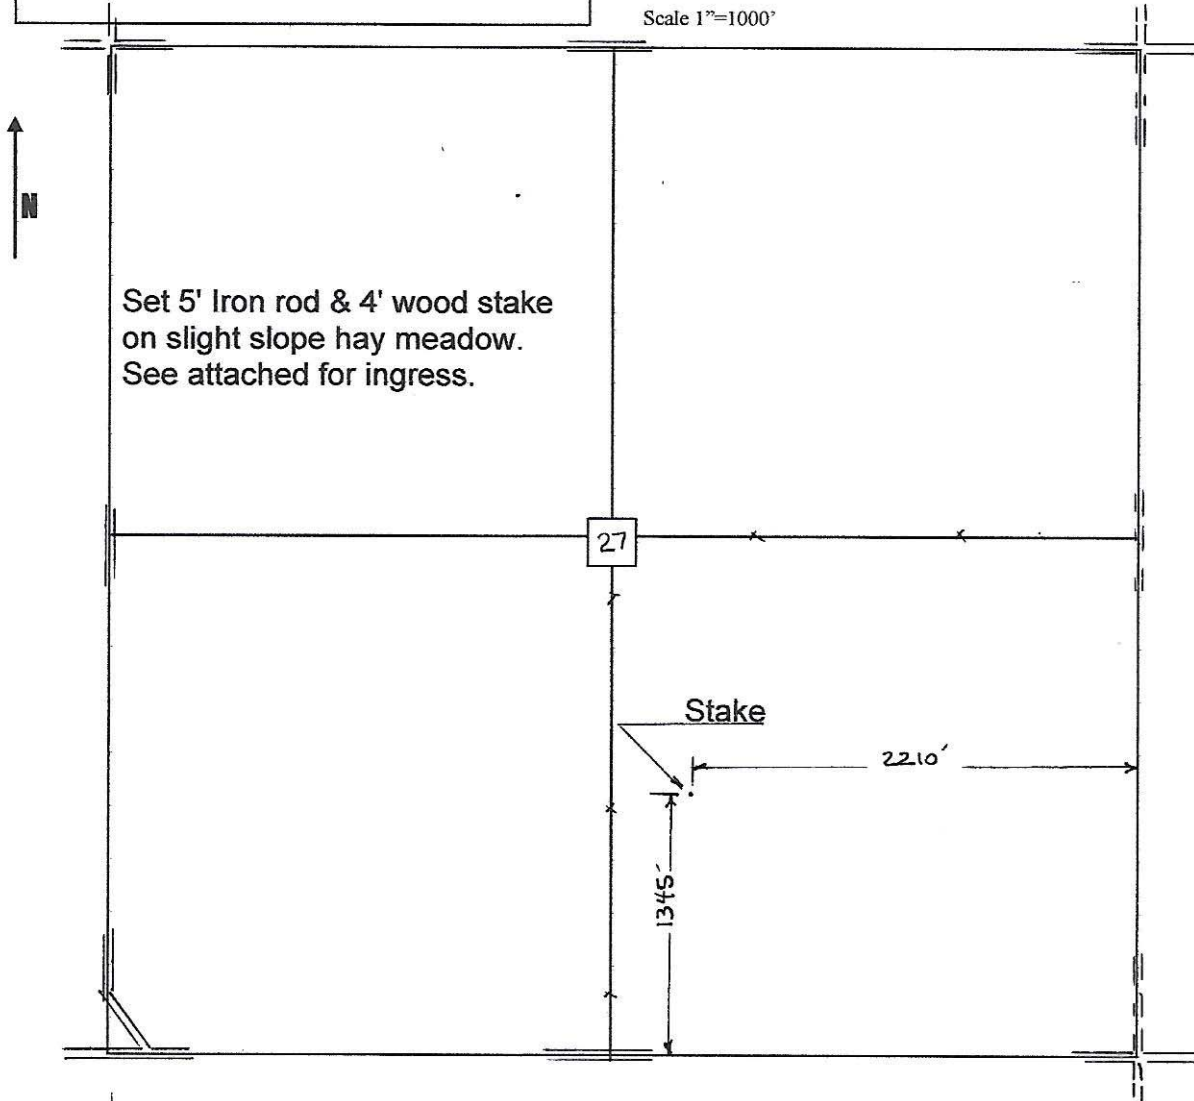 Scale 1”=1000’
N
Set 5' Iron rod & 4' wood stake
on slight slope hay meadow.
See attached for ingress.
27
Stake
2210'
1345'